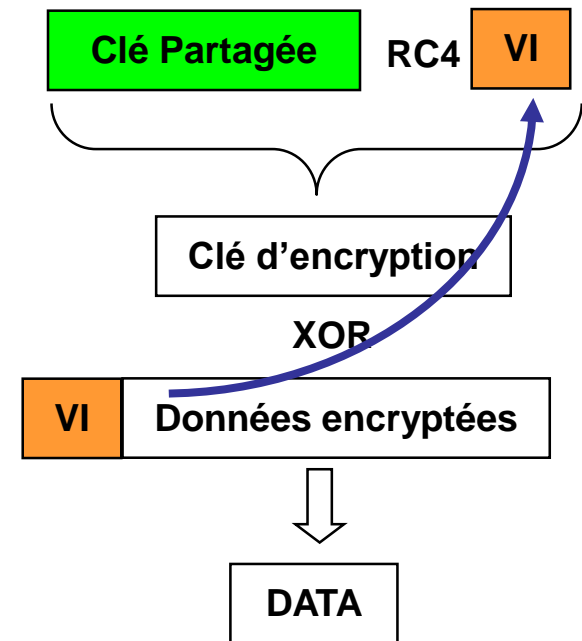 Clé Partagée RC4 VI
Clé d’encryption
XOR
VI Données encryptées
DATA